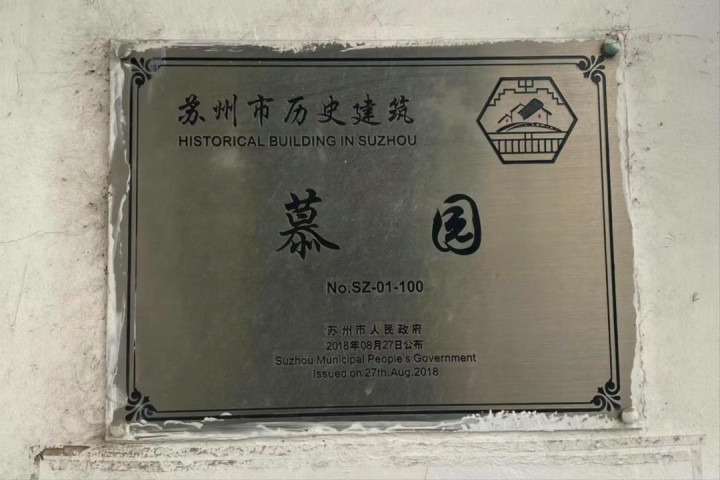 苏州市历史建筑
HISTORICAL BUILDING IN SUZHOU
慕园
No.SZ-01-100
苏州市人民政府
2018年08月27日公布
Suzhou Municipal People's Government
Issued on 27th.Aug.2018